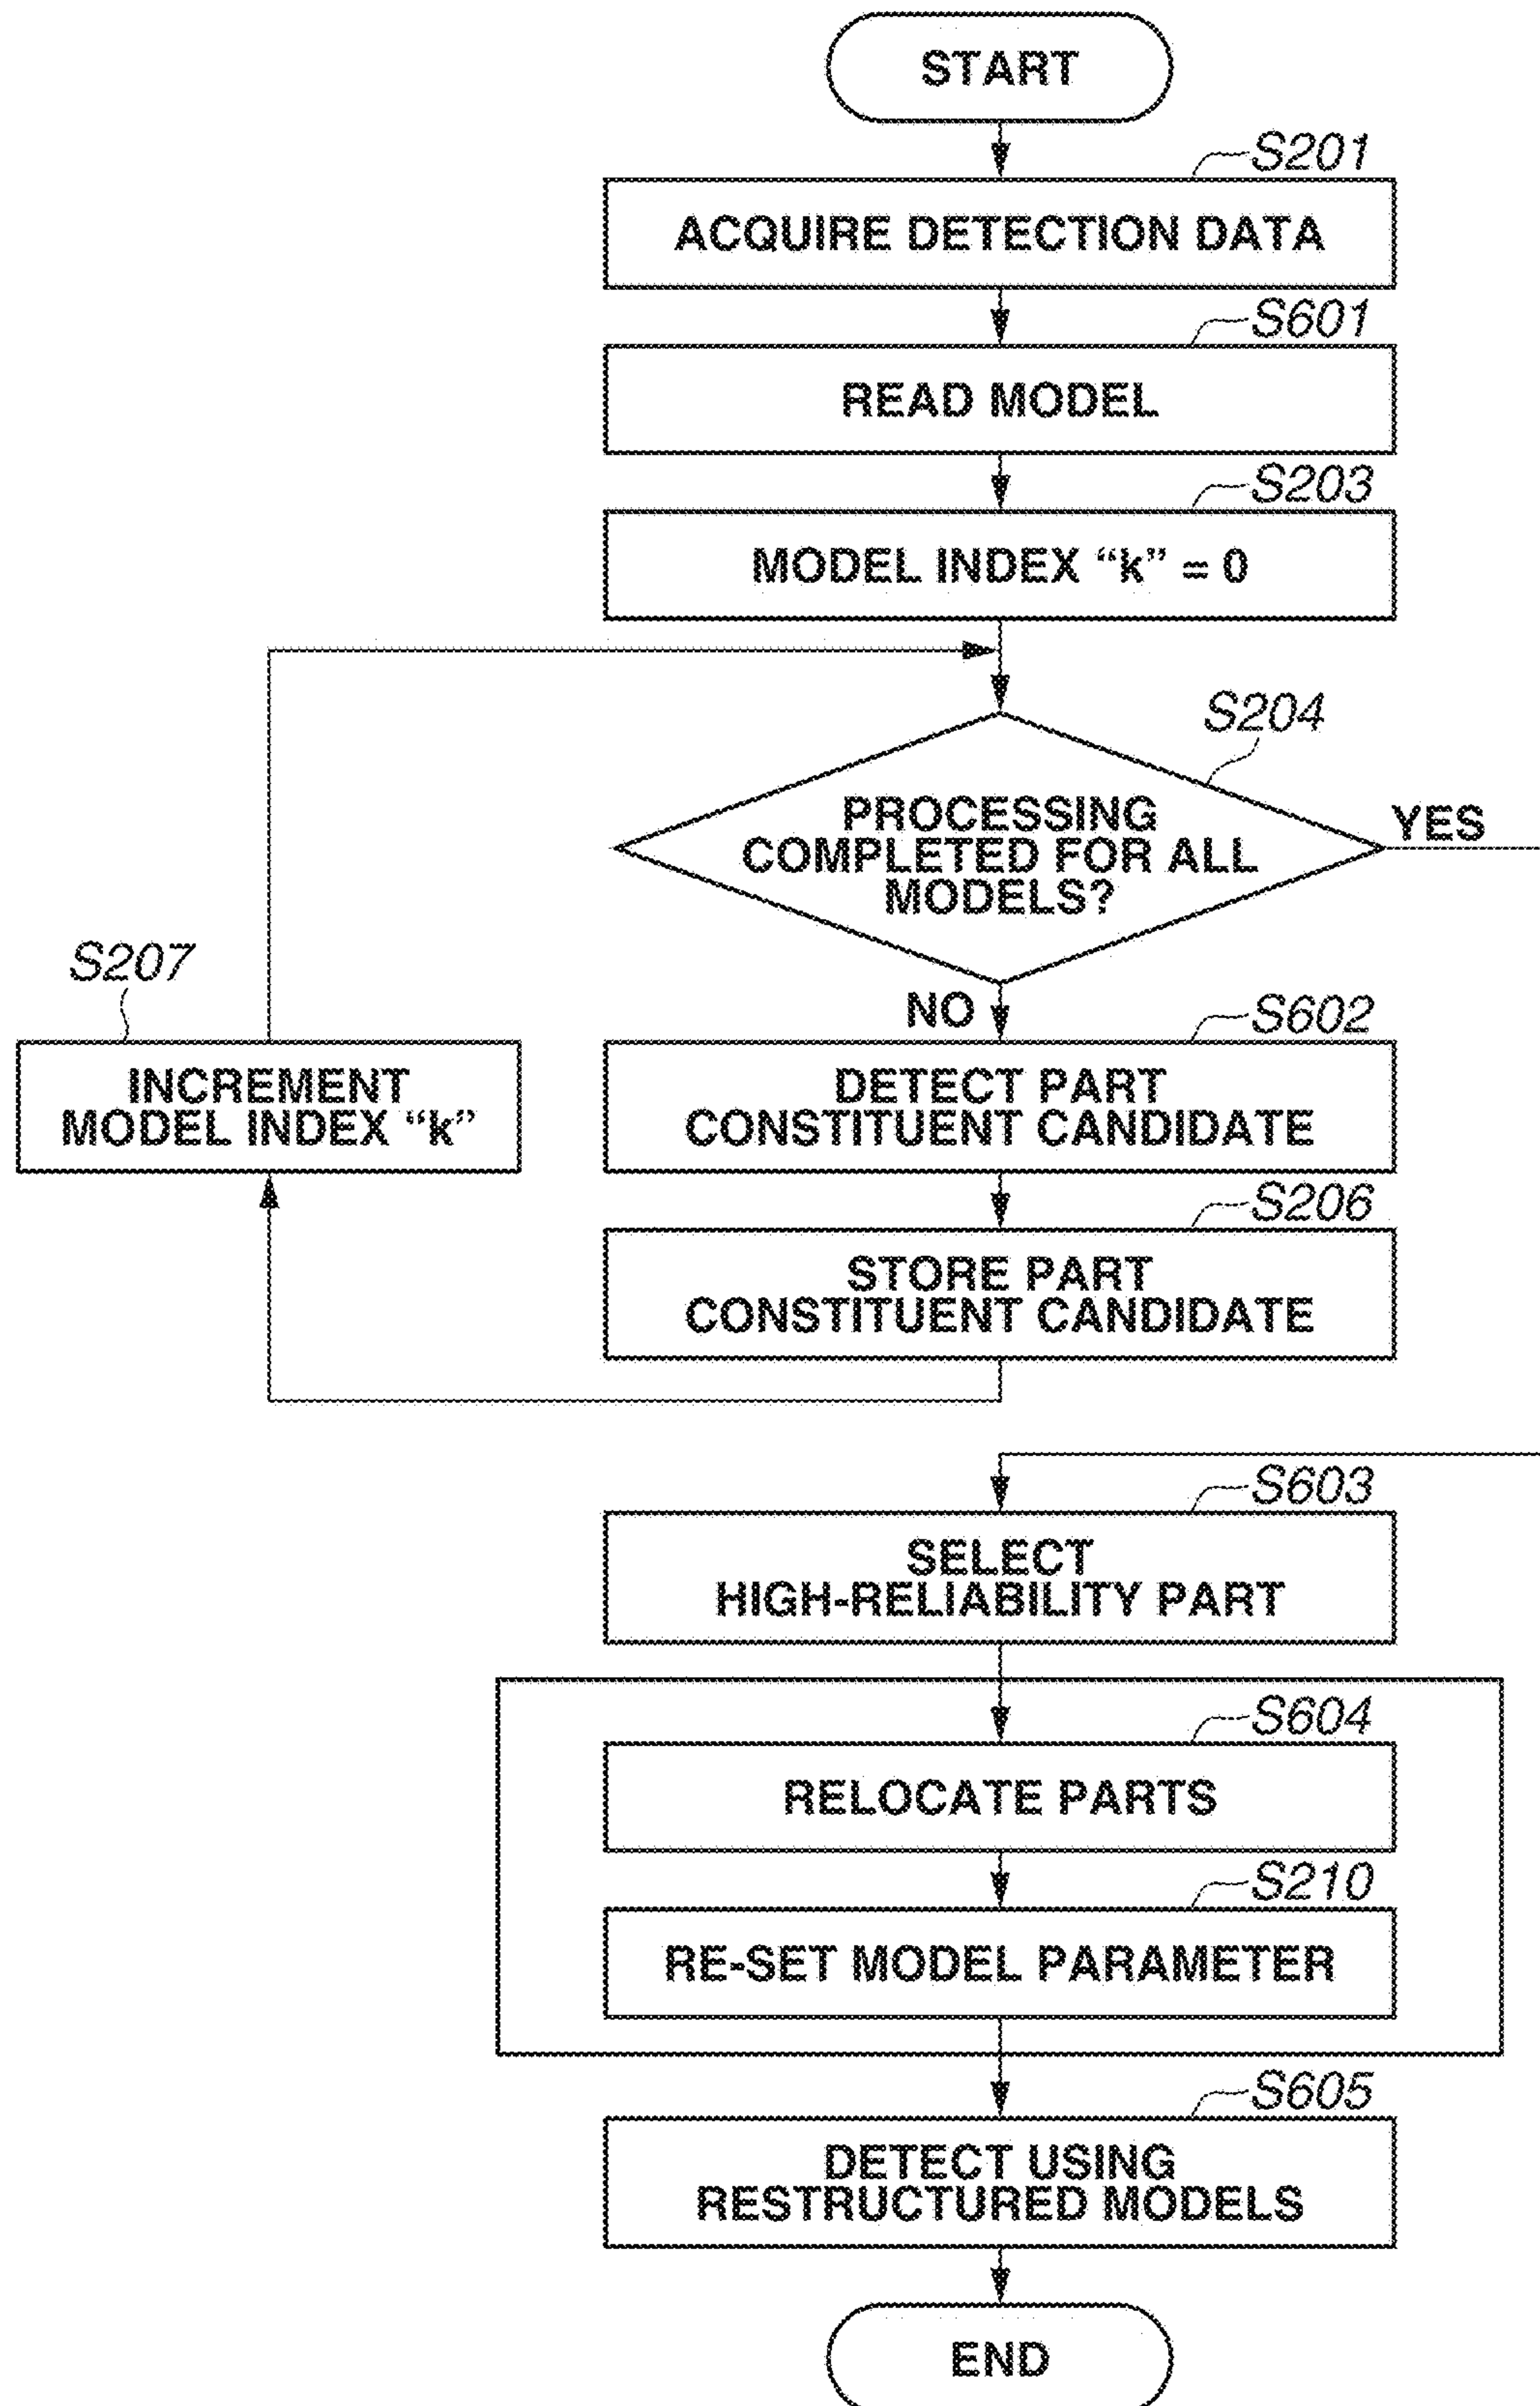 START
S201
ACQUIRE DETECTION DATA
S601
READ MODEL
S203
MODEL INDEX “k” = 0
S204
PROCESSING
COMPLETED FOR ALL
MODELS?
YES
NO
S207
INCREMENT
MODEL INDEX “k”
S602
DETECT PART
CONSTITUENT CANDIDATE
S206
STORE PART
CONSTITUENT CANDIDATE
S603
SELECT
HIGH-RELIABILITY PART
S604
RELOCATE PARTS
S210
RE-SET MODEL PARAMETER
S605
DETECT USING
RESTRUCTURED MODELS
END